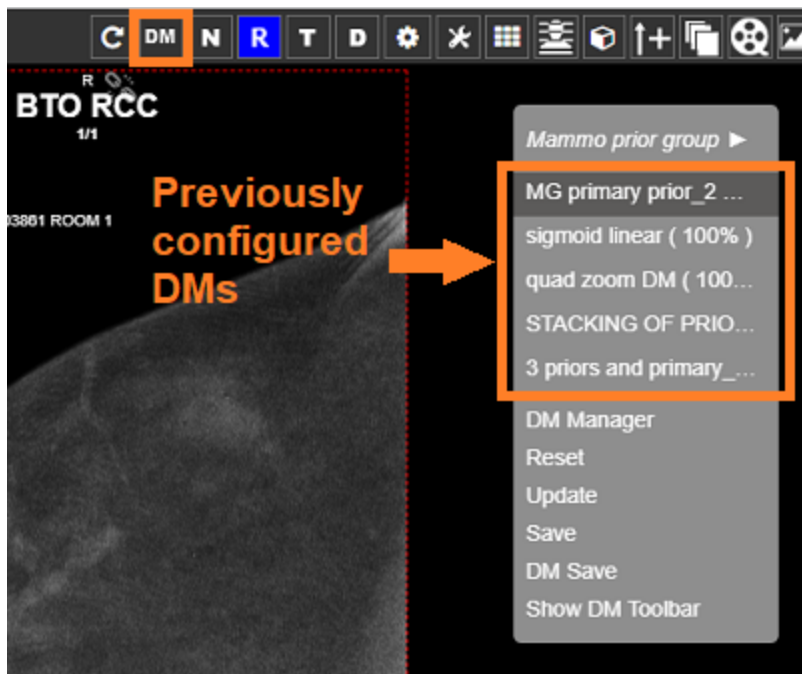 DM N R T D
R
BTO RCC
1/1
03861 ROOM 1
Previously
configured
DMs
Mammo prior group ►
MG primary prior_2 ...
sigmoid linear ( 100% )
quad zoom DM ( 100...
STACKING OF PRIO...
3 priors and primary_...
DM Manager
Reset
Update
Save
DM Save
Show DM Toolbar